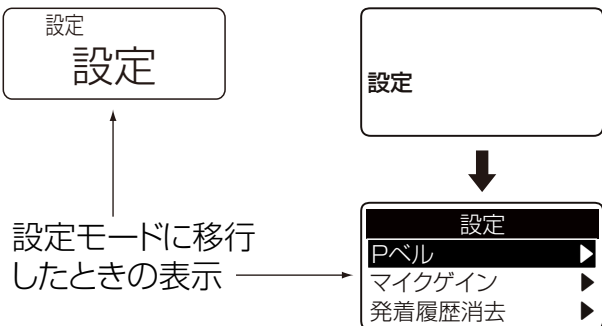 設定
設定
設定
設定モードに移行
したときの表示
設定
Pベル
マイクゲイン
発着履歴消去